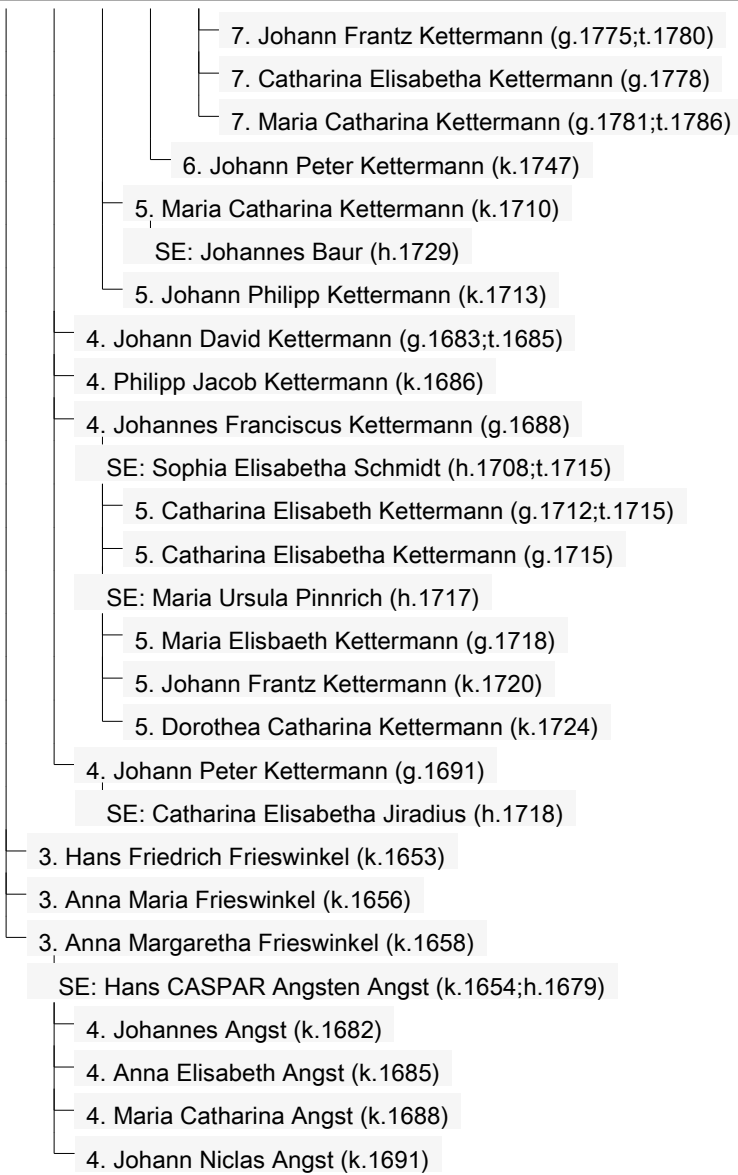 7. Johann Frantz Kettermann (g.1775;t.1780)
7. Catharina Elisabetha Kettermann (g.1778)
7. Maria Catharina Kettermann (g.1781;t.1786)
6. Johann Peter Kettermann (k.1747)
5. Maria Catharina Kettermann (k.1710)
SE: Johannes Baur (h.1729)
5. Johann Philipp Kettermann (k.1713)
4. Johann David Kettermann (g.1683;t.1685)
4. Philipp Jacob Kettermann (k.1686)
4. Johannes Franciscus Kettermann (g.1688)
SE: Sophia Elisabetha Schmidt (h.1708;t.1715)
5. Catharina Elisabeth Kettermann (g.1712;t.1715)
5. Catharina Elisabetha Kettermann (g.1715)
SE: Maria Ursula Pinnrich (h.1717)
5. Maria Elisbaeth Kettermann (g.1718)
5. Johann Frantz Kettermann (k.1720)
5. Dorothea Catharina Kettermann (k.1724)
4. Johann Peter Kettermann (g.1691)
SE: Catharina Elisabetha Jiradius (h.1718)
3. Hans Friedrich Frieswinkel (k.1653)
3. Anna Maria Frieswinkel (k.1656)
3. Anna Margaretha Frieswinkel (k.1658)
SE: Hans CASPAR Angsten Angst (k.1654;h.1679)
4. Johannes Angst (k.1682)
4. Anna Elisabeth Angst (k.1685)
4. Maria Catharina Angst (k.1688)
4. Johann Niclas Angst (k.1691)